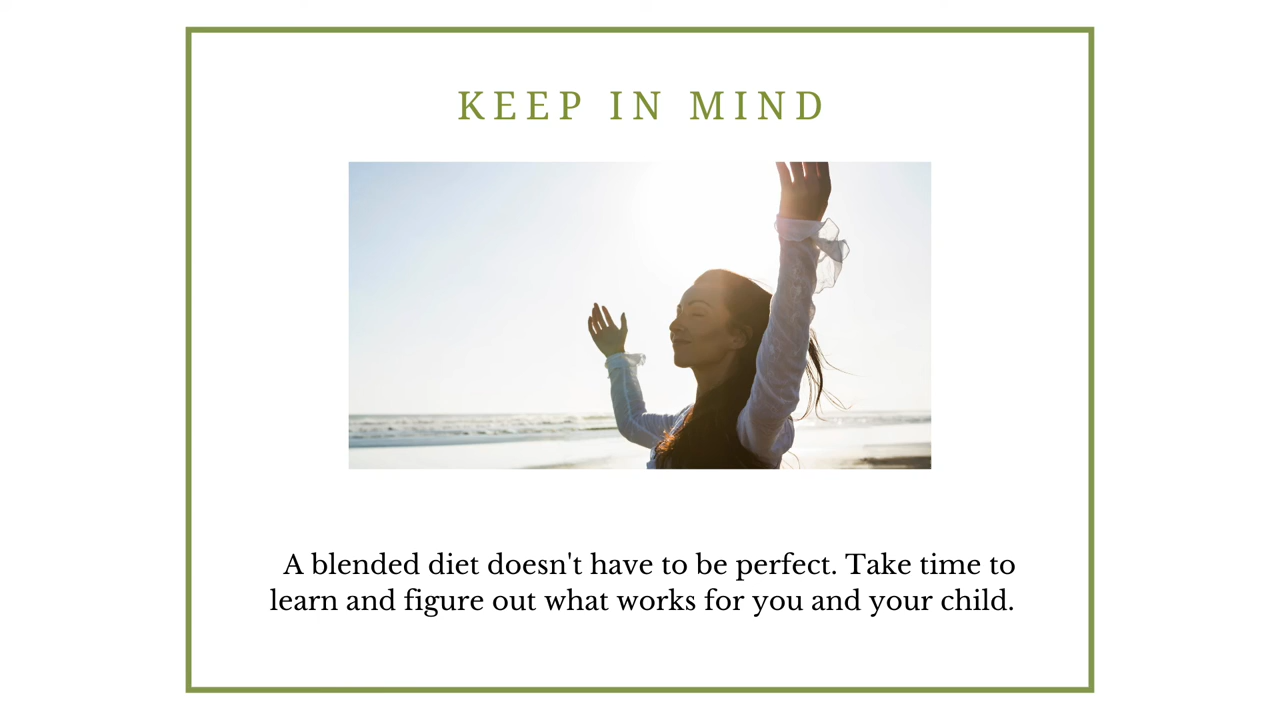 KEEP IN MIND
A blended diet doesn't have to be perfect. Take time to
learn and figure out what works for you and your child.